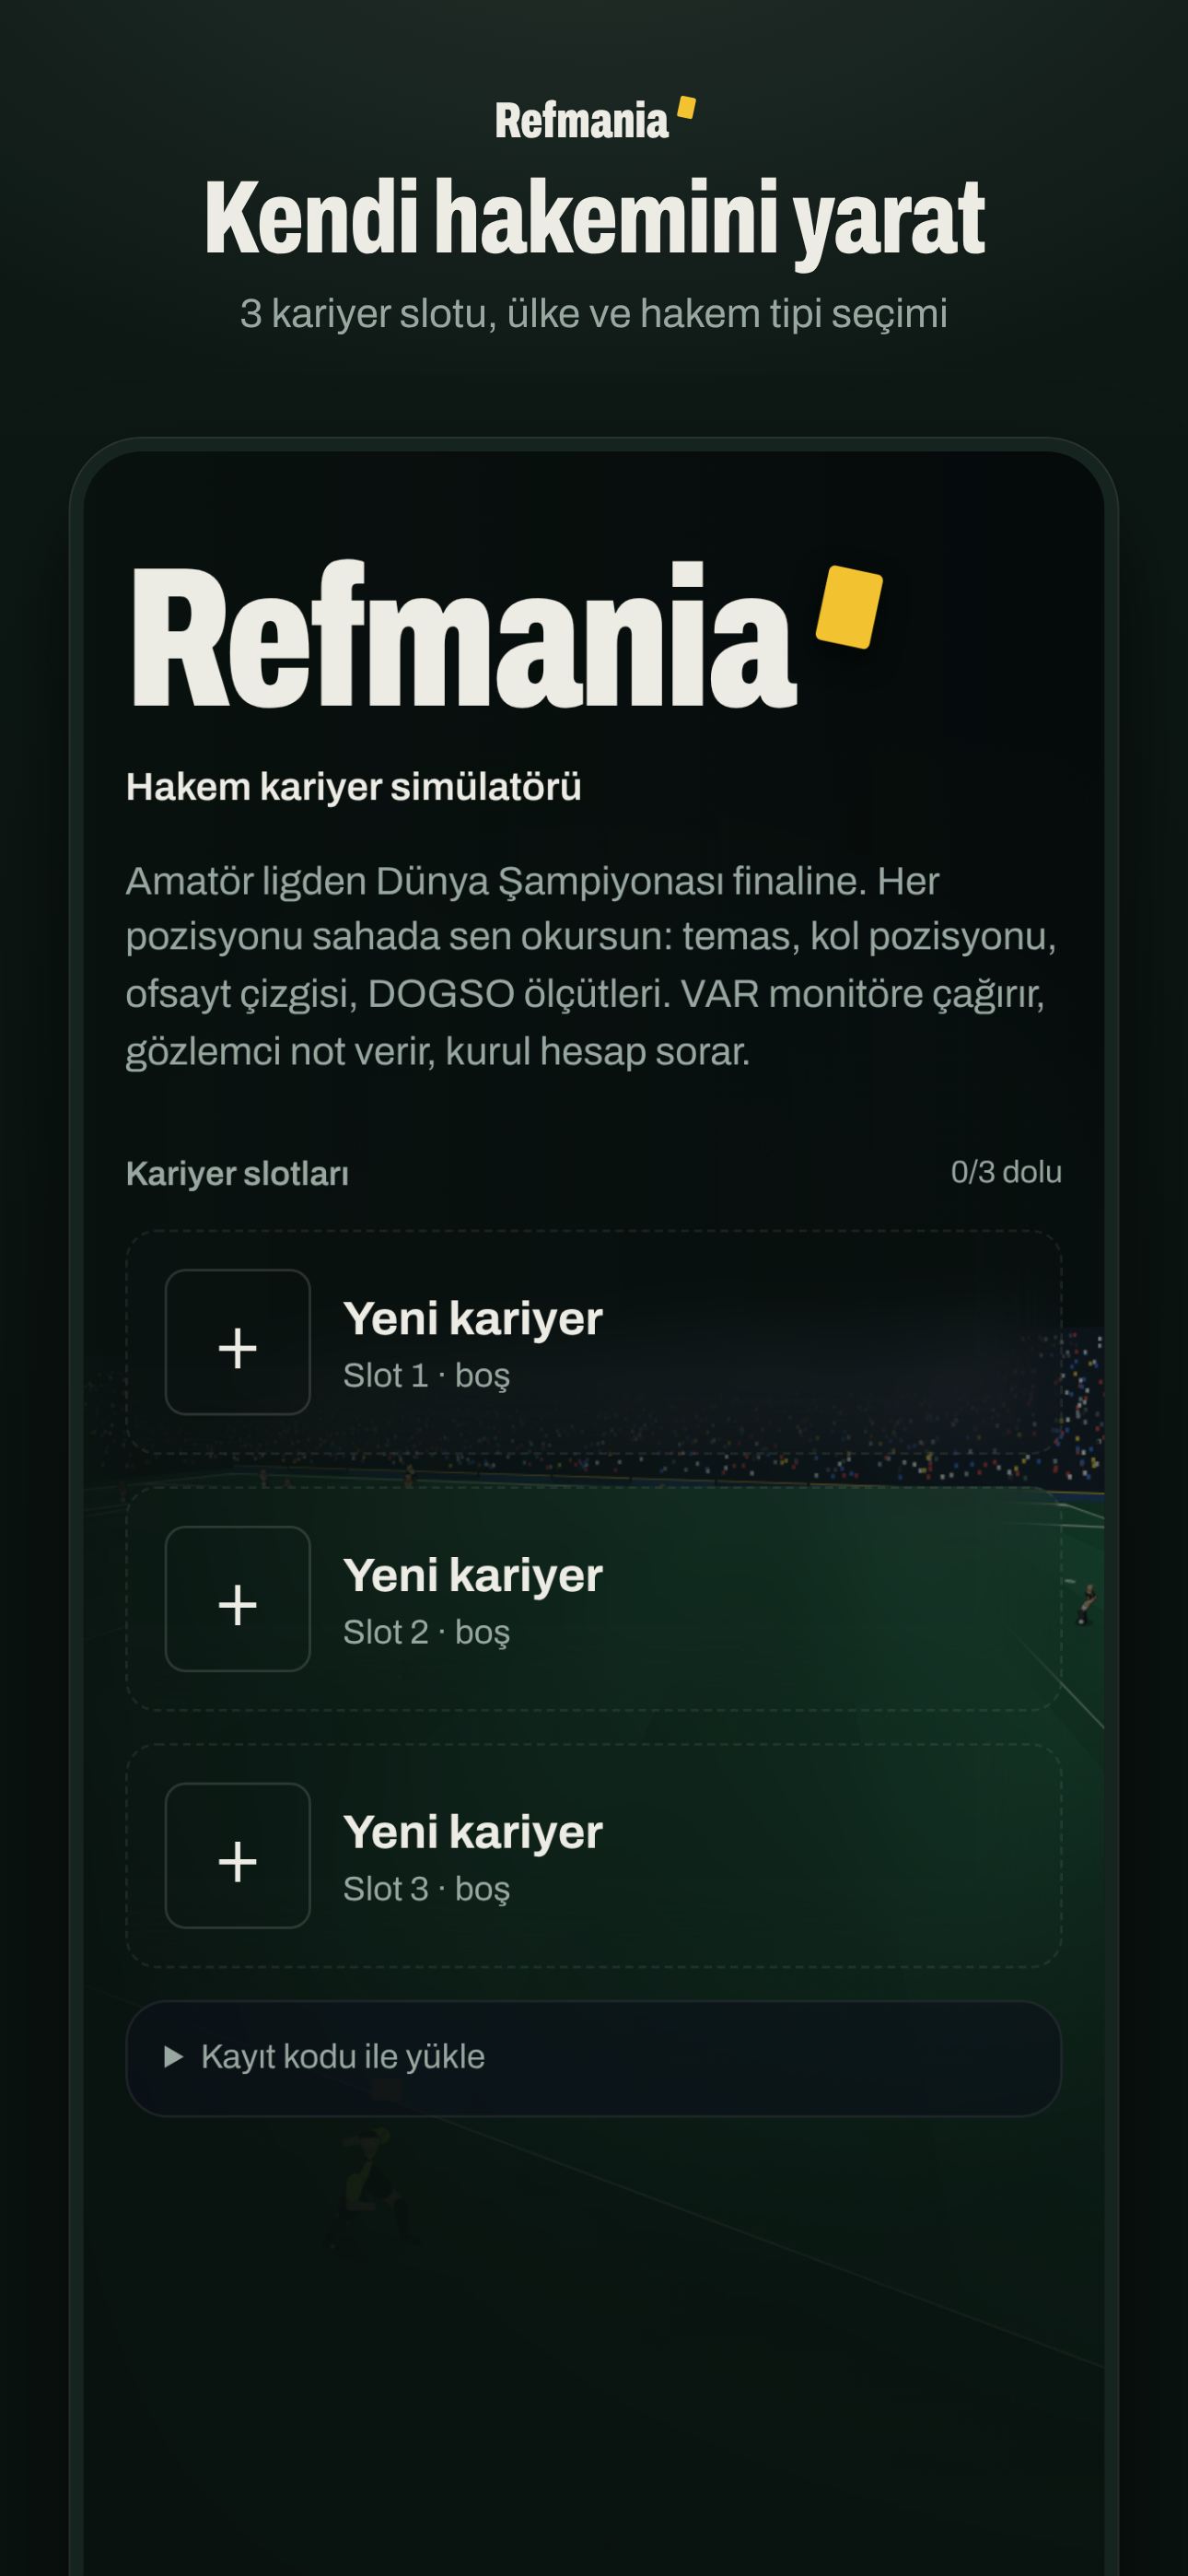 Refmania
Kendi hakemini yarat
3 kariyer slotu, ülke ve hakem tipi seçimi
Refmania
Hakem kariyer simülatörü
Amatör ligden Dünya Şampiyonası finaline. Her
pozisyonu sahada sen okursun: temas, kol pozisyonu,
ofsayt çizgisi, DOGSO ölçütleri. VAR monitöre çağırır,
gözlemci not verir, kurul hesap sorar.
Kariyer slotları 0/3 dolu
+ Yeni kariyer
Slot 1 · boş
+ Yeni kariyer
Slot 2 · boş
+ Yeni kariyer
Slot 3 · boş
▶ Kayıt kodu ile yükle